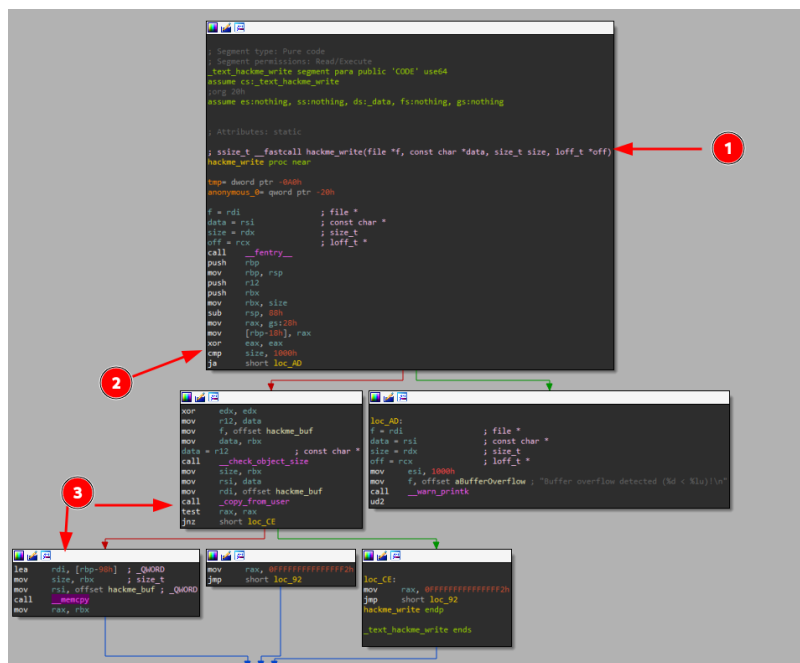 ; Segment type: Pure code
; Segment permissions: Read/Execute
_text_hackme_write segment para public 'CODE' use64
assume cs:_text_hackme_write
;org 20h
assume es:nothing, ss:nothing, ds:_data, fs:nothing, gs:nothing
; Attributes: static
; ssize_t __fastcall hackme_write(file *f, const char *data, size_t size, loff_t *off)
1
hackme_write proc near
tmp= dword ptr -0A0h
anonymous_0= qword ptr -20h
f = rdi ; file *
data = rsi ; const char *
size = rdx ; size_t
off = rcx ; loff_t *
call __fentry__
push rbp
mov rbp, rsp
push r12
push rbx
mov rbx, size
sub rsp, 88h
mov rax, gs:28h
mov [rbp-18h], rax
xor eax, eax
cmp size, 1000h
ja short loc_AD
2
xor edx, edx
mov r12, data
mov f, offset hackme_buf
mov data, rbx
data = r12 ; const char *
call __check_object_size
mov size, rbx
mov rsi, data
mov rdi, offset hackme_buf
call _copy_from_user
test rax, rax
jnz short loc_CE
loc_AD:
f = rdi ; file *
data = rsi ; const char *
size = rdx ; size_t
off = rcx ; loff_t *
mov esi, 1000h
mov f, offset aBufferOverflow ; "Buffer overflow detected (%d < %lu)!\n"
call __warn_printk
ud2
3
lea rdi, [rbp-98h] ; _QWORD
mov size, rbx ; size_t
mov rsi, offset hackme_buf ; _QWORD
call __memcpy
mov rax, rbx
mov rax, 0FFFFFFFFFFFFFFF2h
jmp short loc_92
loc_CE:
mov rax, 0FFFFFFFFFFFFFFF2h
jmp short loc_92
hackme_write endp
_text_hackme_write ends